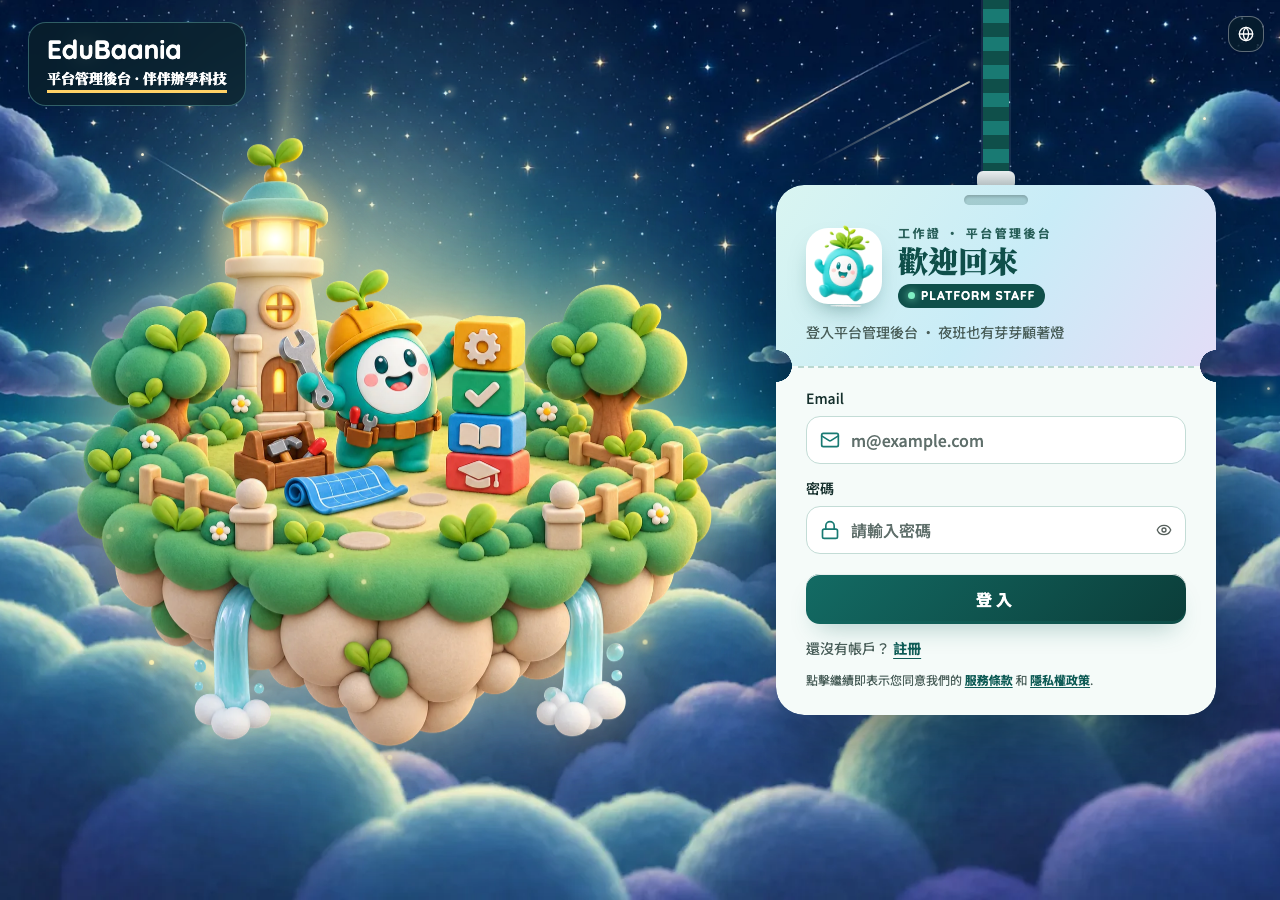 EduBaania
平台管理後台 · 伴伴辦學科技
工作證 · 平台管理後台
歡迎回來
PLATFORM STAFF
登入平台管理後台 · 夜班也有芽芽顧著燈
Email
m@example.com
密碼
請輸入密碼
登入
還沒有帳戶？ 註冊
點擊繼續即表示您同意我們的 服務條款 和 隱私權政策.